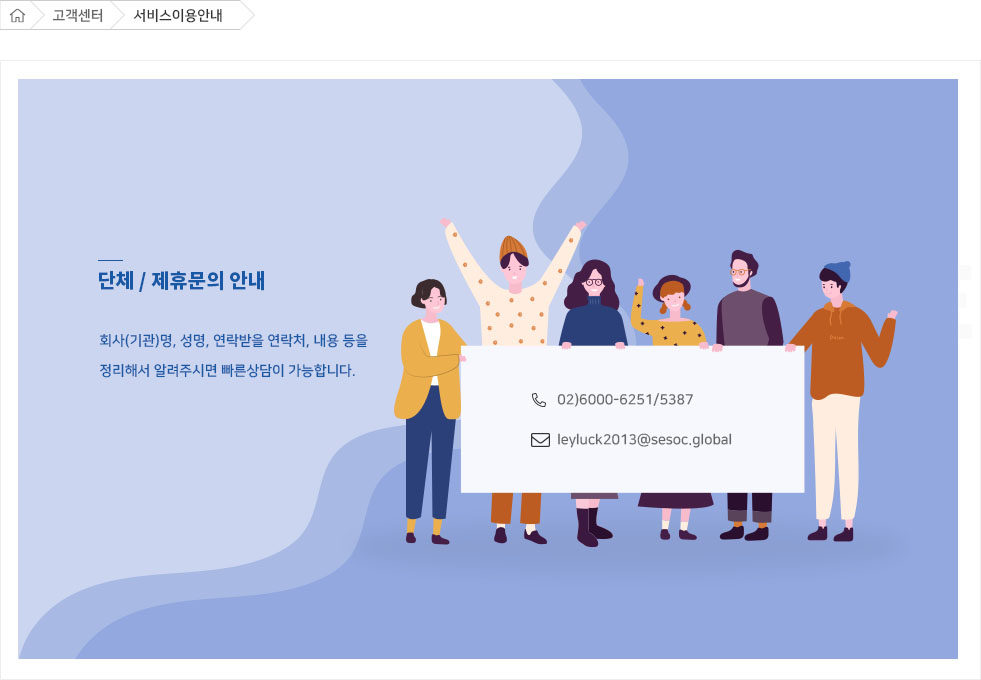 고객센터 서비스이용안내
단체 / 제휴문의 안내
회사(기관)명, 성명, 연락받을 연락처, 내용 등을
정리해서 알려주시면 빠른상담이 가능합니다.
02)6000-6251/5387
leyluck2013@sesoc.global